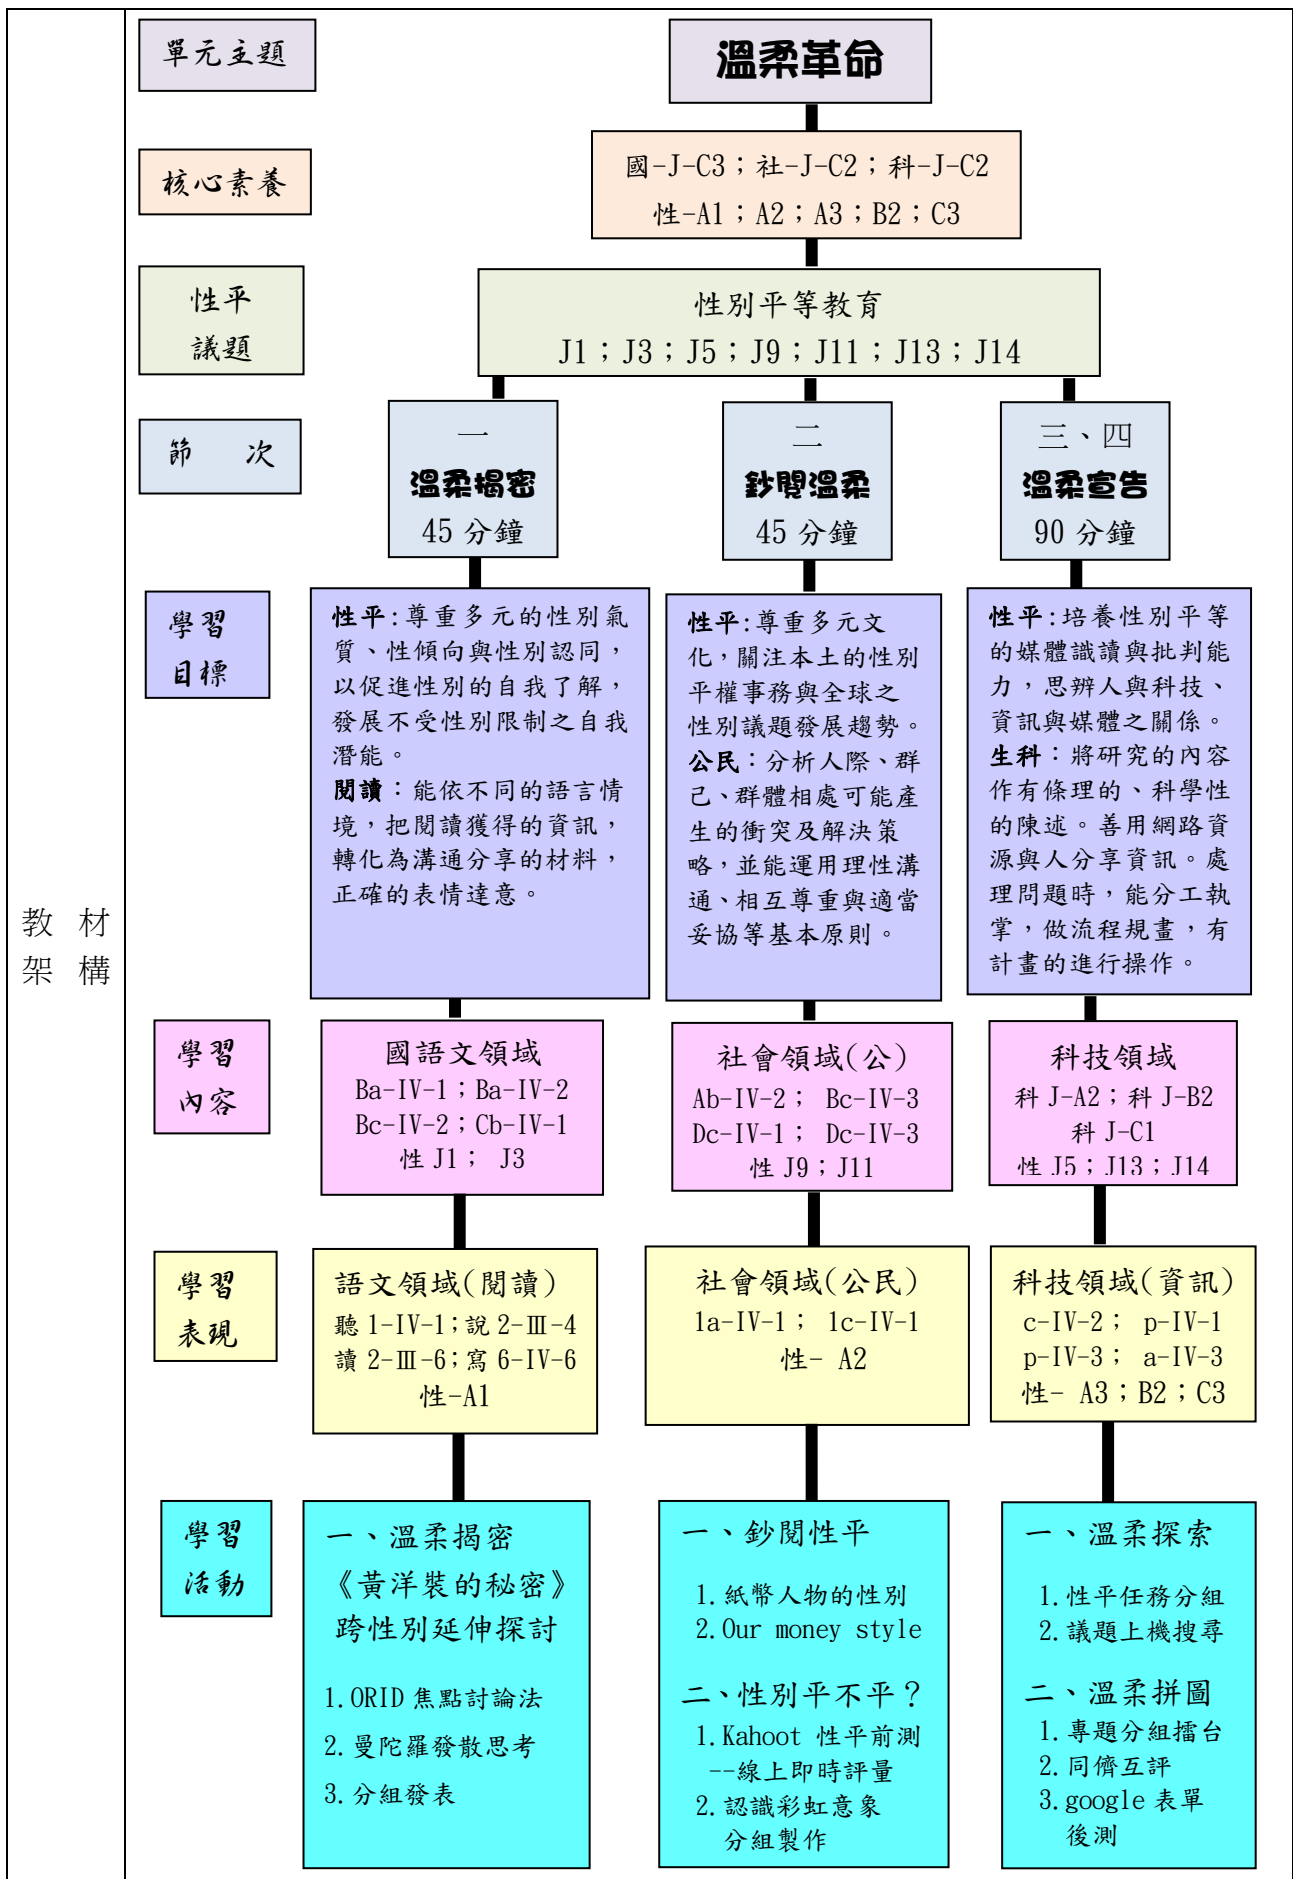 教 材
架 構
單元主題
溫柔革命
核心素養
國-J-C3；社-J-C2；科-J-C2
性-A1；A2；A3；B2；C3
性平
議題
性別平等教育
J1；J3；J5；J9；J11；J13；J14
節 次
一
溫柔揭密
45 分鐘
二
鈔閱溫柔
45 分鐘
三、四
溫柔宣告
90 分鐘
學習
目標
性平:尊重多元的性別氣
質、性傾向與性別認同，
以促進性別的自我了解，
發展不受性別限制之自我
潛能。
閱讀：能依不同的語言情
境，把閱讀獲得的資訊，
轉化為溝通分享的材料，
正確的表情達意。
性平:尊重多元文
化，關注本土的性別
平權事務與全球之
性別議題發展趨勢。
公民：分析人際、群
己、群體相處可能產
生的衝突及解決策
略，並能運用理性溝
通、相互尊重與適當
妥協等基本原則。
性平:培養性別平等
的媒體識讀與批判能
力，思辨人與科技、
資訊與媒體之關係。
生科：將研究的內容
作有條理的、科學性
的陳述。善用網路資
源與人分享資訊。處
理問題時，能分工執
掌，做流程規畫，有
計畫的進行操作。
學習
內容
國語文領域
Ba-IV-1；Ba-IV-2
Bc-IV-2；Cb-IV-1
性 J1； J3
社會領域(公)
Ab-IV-2； Bc-IV-3
Dc-IV-1； Dc-IV-3
性 J9；J11
科技領域
科 J-A2；科 J-B2
科 J-C1
性 J5；J13；J14
學習
表現
語文領域(閱讀)
聽 1-IV-1;說 2-Ⅲ-4
讀 2-Ⅲ-6;寫 6-IV-6
性-A1
社會領域(公民)
1a-IV-1； 1c-IV-1
性- A2
科技領域(資訊)
c-IV-2； p-IV-1
p-IV-3； a-IV-3
性- A3；B2；C3
學習
活動
一、溫柔揭密
《黃洋裝的秘密》
跨性別延伸探討
1.ORID 焦點討論法
2.曼陀羅發散思考
3.分組發表
一、鈔閱性平
1.紙幣人物的性別
2.Our money style
二、性別平不平？
1.Kahoot 性平前測
--線上即時評量
2.認識彩虹意象
分組製作
一、溫柔探索
1.性平任務分組
2.議題上機搜尋
二、溫柔拼圖
1.專題分組擂台
2.同儕互評
3.google 表單
後測